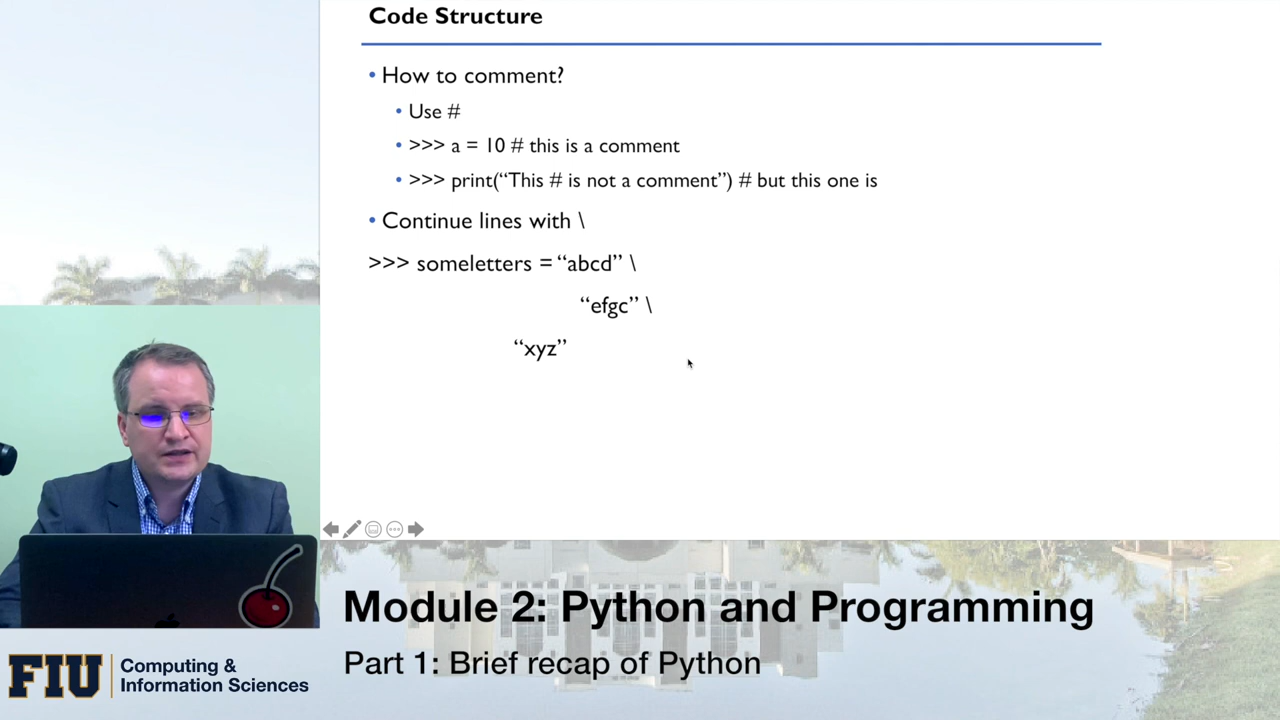 Code Structure
• How to comment?
• Use #
• >>> a = 10 # this is a comment
• >>> print(“This # is not a comment”) # but this one is
• Continue lines with \
>>> someletters = “abcd” \
“efgc” \
“xyz”
Module 2: Python and Programming
Part 1: Brief recap of Python
FIU
Computing &
Information Sciences